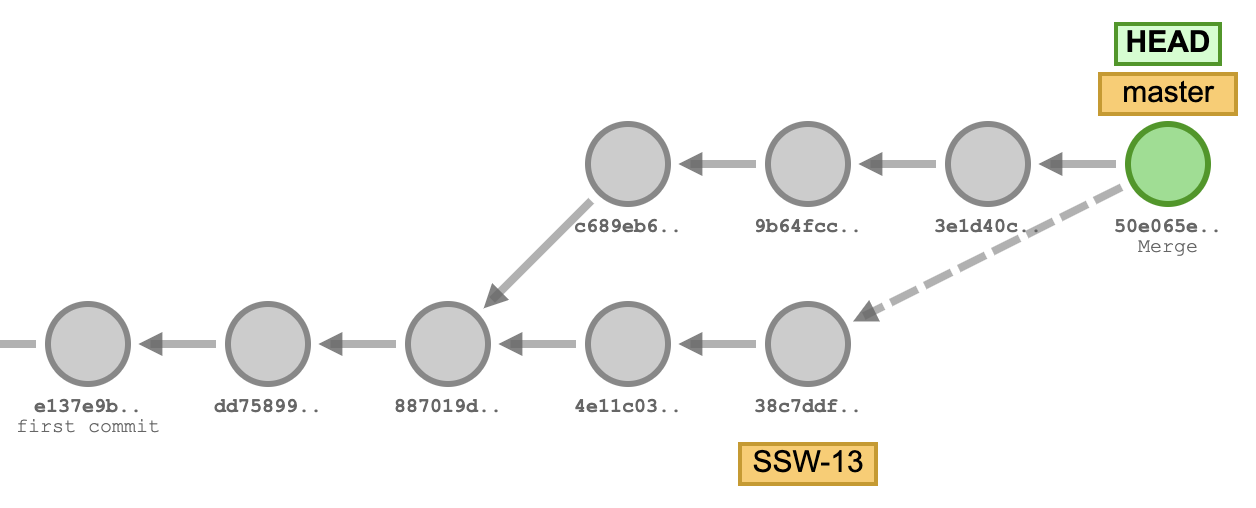 HEAD
master
c689eb6..
9b64fcc..
3e1d40c..
50e065e..
Merge
e137e9b..
first commit
dd75899..
887019d..
4e11c03..
38c7ddf..
SSW-13